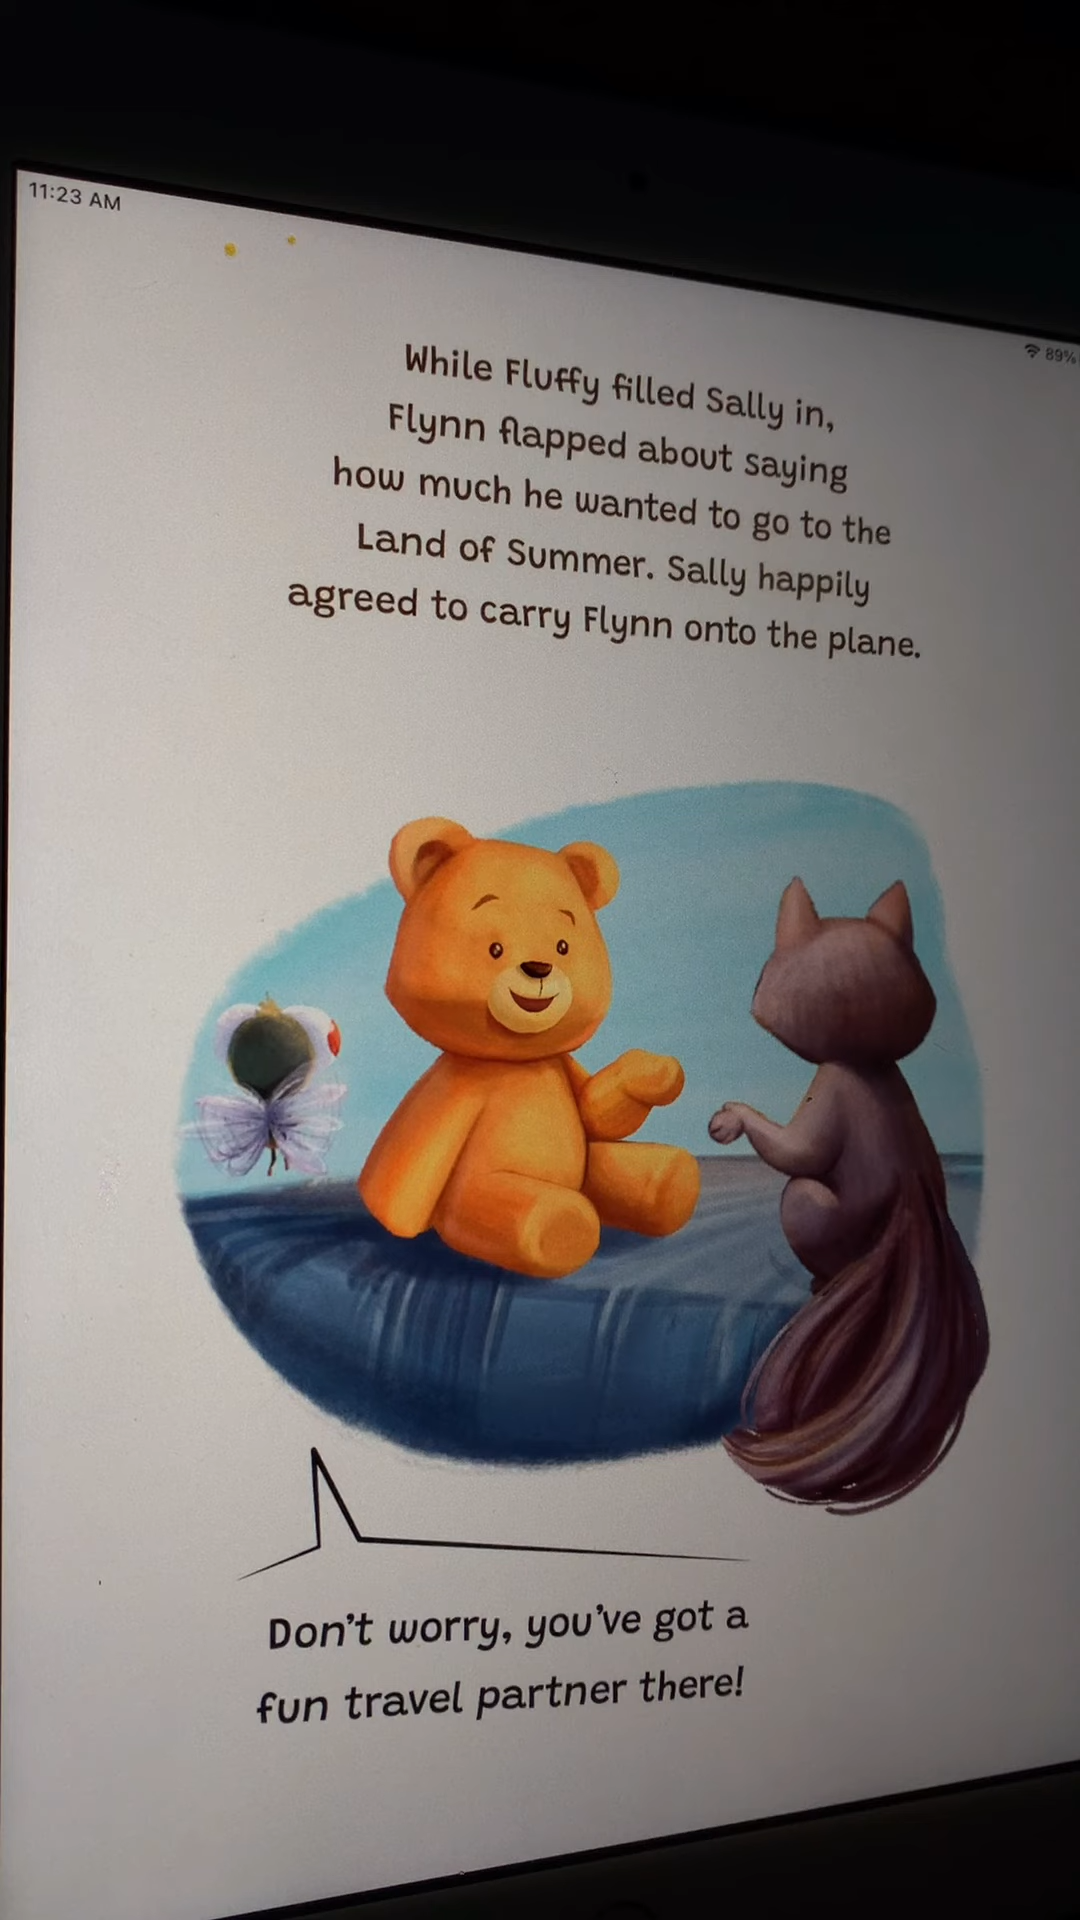 11:23 AM
89%
While Fluffy filled Sally in,
Flynn flapped about saying
how much he wanted to go to the
Land of Summer. Sally happily
agreed to carry Flynn onto the plane.
Don't worry, you've got a
fun travel partner there!